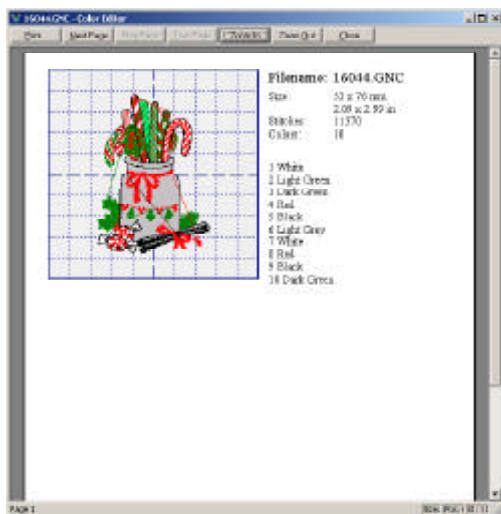 16044.GNC - Color Editor
Print Next Page Zoom In Zoom Out Close
Filename: 16044.GNC
Size: 53 x 76 mm
2.09 x 2.99 in
Stitches: 11370
Colors: 10
1 White
2 Light Green
3 Dark Green
4 Red
5 Black
6 Light Grey
7 White
8 Red
9 Black
10 Dark Green
Page 1